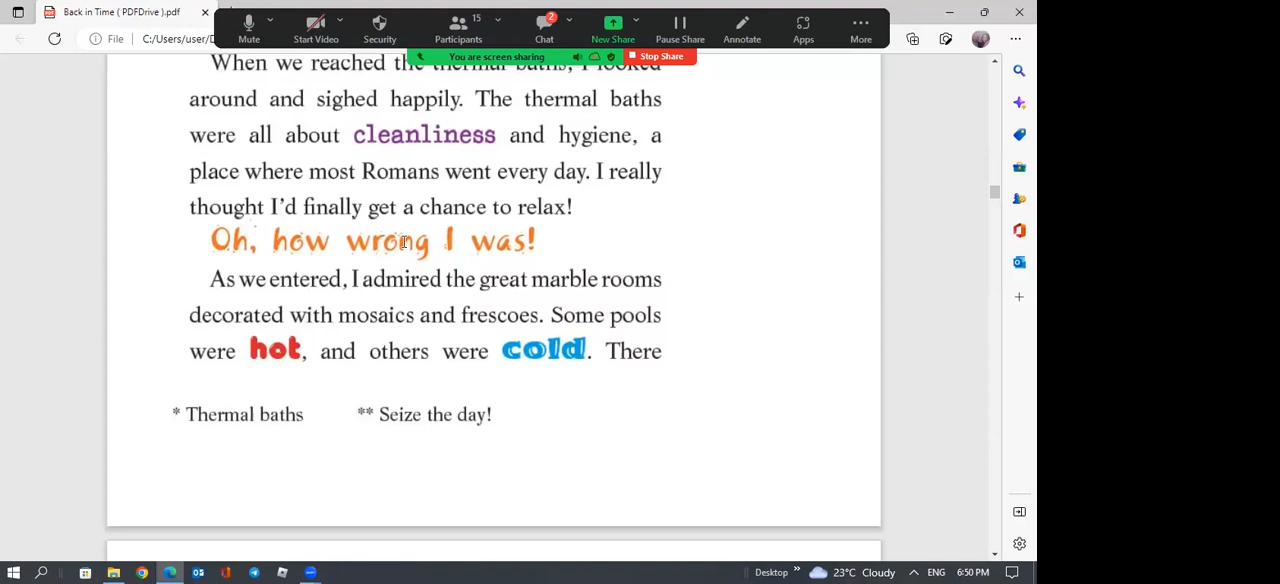 Back in Time ( PDFDrive ).pdf
15
2
Mute
Start Video
Security
Participants
Chat
New Share
Pause Share
Annotate
Apps
More
File
C:/Users/user/D
You are screen sharing
Stop Share
When we reached the thermal baths, I looked
around and sighed happily. The thermal baths
were all about cleanliness and hygiene, a
place where most Romans went every day. I really
thought I'd finally get a chance to relax!
Oh, how wrong I was!
As we entered, I admired the great marble rooms
decorated with mosaics and frescoes. Some pools
were hot, and others were cold. There
* Thermal baths ** Seize the day!
Desktop » 23°C Cloudy ENG 6:50 PM